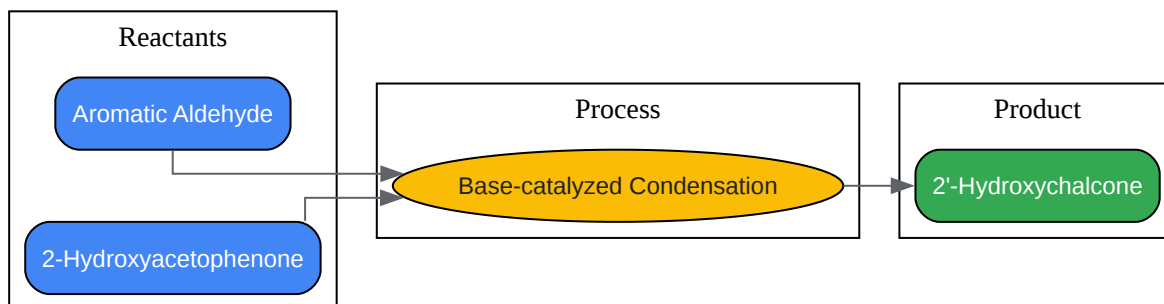 Reactants
Aromatic Aldehyde
2-Hydroxyacetophenone
Process
Base-catalyzed Condensation
Product
2'-Hydroxychalcone